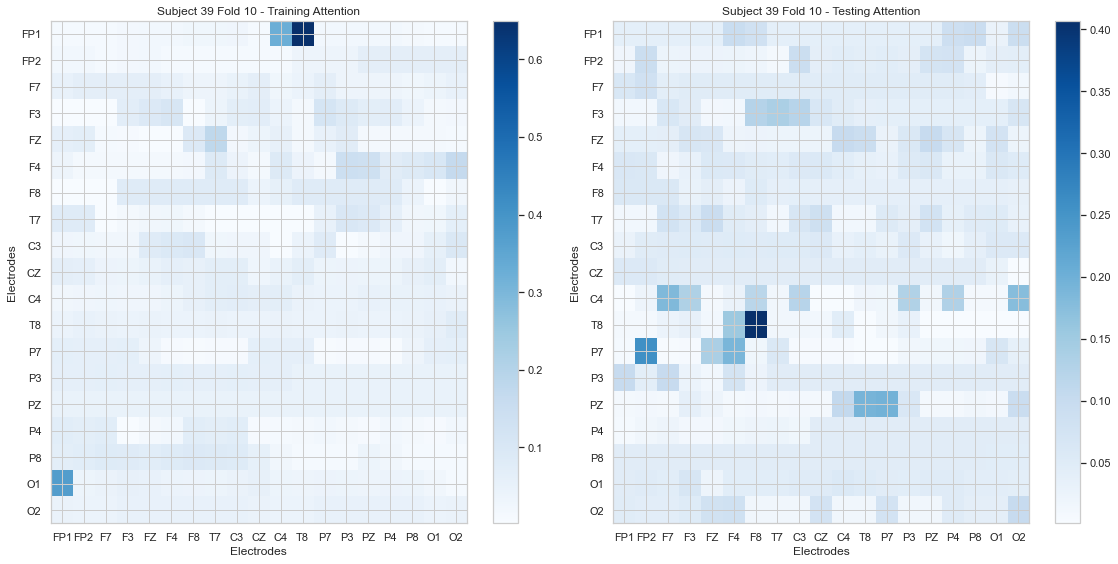 Subject 39 Fold 10 - Training Attention
FP1
FP2
F7
F3
FZ
F4
F8
T7
C3
CZ
C4
T8
P7
P3
PZ
P4
P8
O1
O2
Electrodes
FP1 FP2 F7 F3 FZ F4 F8 T7 C3 CZ C4 T8 P7 P3 PZ P4 P8 O1 O2
Electrodes
0.6
0.5
0.4
0.3
0.2
0.1
Subject 39 Fold 10 - Testing Attention
FP1
FP2
F7
F3
FZ
F4
F8
T7
C3
CZ
C4
T8
P7
P3
PZ
P4
P8
O1
O2
Electrodes
FP1 FP2 F7 F3 FZ F4 F8 T7 C3 CZ C4 T8 P7 P3 PZ P4 P8 O1 O2
Electrodes
0.40
0.35
0.30
0.25
0.20
0.15
0.10
0.05